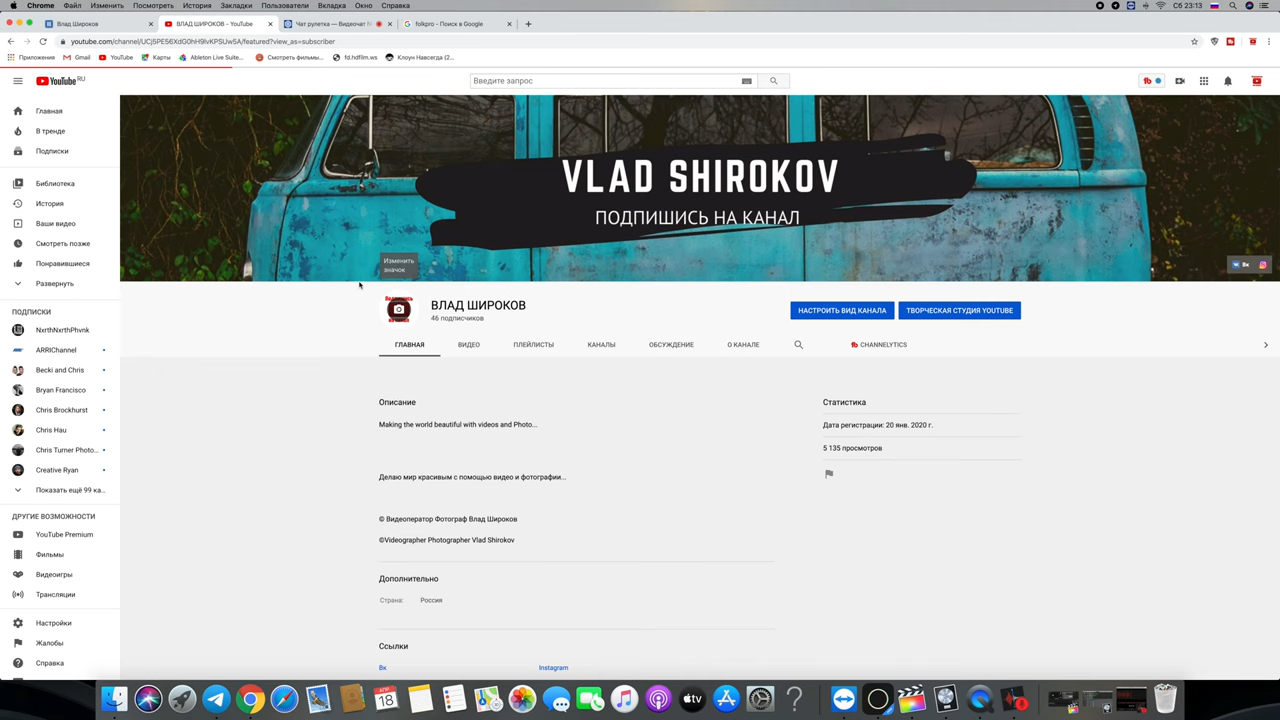 Chrome Файл Изменить Посмотреть История Закладки Пользователи Вкладка Окно Справка Сб 23:13
Влад Широков ВЛАД ШИРОКОВ - YouTube Чат рулетка — Видеочат folkpro - Поиск в Google
youtube.com/channel/UCj5PE56XdG0hH9lvKPSUw5A/featured?view_as=subscriber
Приложения Gmail YouTube Карты Ableton Live Suite... Смотреть фильмы... fd.hdfilm.ws Клоун Навсегда (2...
YouTube RU Введите запрос
Главная
В тренде
Подписки
Библиотека
История
Ваши видео
Смотреть позже
Понравившиеся
Развернуть
ПОДПИСКИ
NxrthNxrthPhvnk
ARRIChannel
Becki and Chris
Bryan Francisco
Chris Brockhurst
Chris Hau
Chris Turner Photo...
Creative Ryan
Показать ещё 99 ка...
ДРУГИЕ ВОЗМОЖНОСТИ
YouTube Premium
Фильмы
Видеоигры
Трансляции
Настройки
Жалобы
Справка
VLAD SHIROKOV
ПОДПИШИСЬ НА КАНАЛ
Изменить
значок
Вк
ВЛАД ШИРОКОВ
46 подписчиков
НАСТРОИТЬ ВИД КАНАЛА ТВОРЧЕСКАЯ СТУДИЯ YOUTUBE
ГЛАВНАЯ ВИДЕО ПЛЕЙЛИСТЫ КАНАЛЫ ОБСУЖДЕНИЕ О КАНАЛЕ CHANNELYTICS
Описание
Making the world beautiful with videos and Photo...
Делаю мир красивым с помощью видео и фотографии...
© Видеоператор Фотограф Влад Широков
©Videographer Photographer Vlad Shirokov
Дополнительно
Страна: Россия
Ссылки
Вк Instagram
Статистика
Дата регистрации: 20 янв. 2020 г.
5 135 просмотров
АПР
18
tv